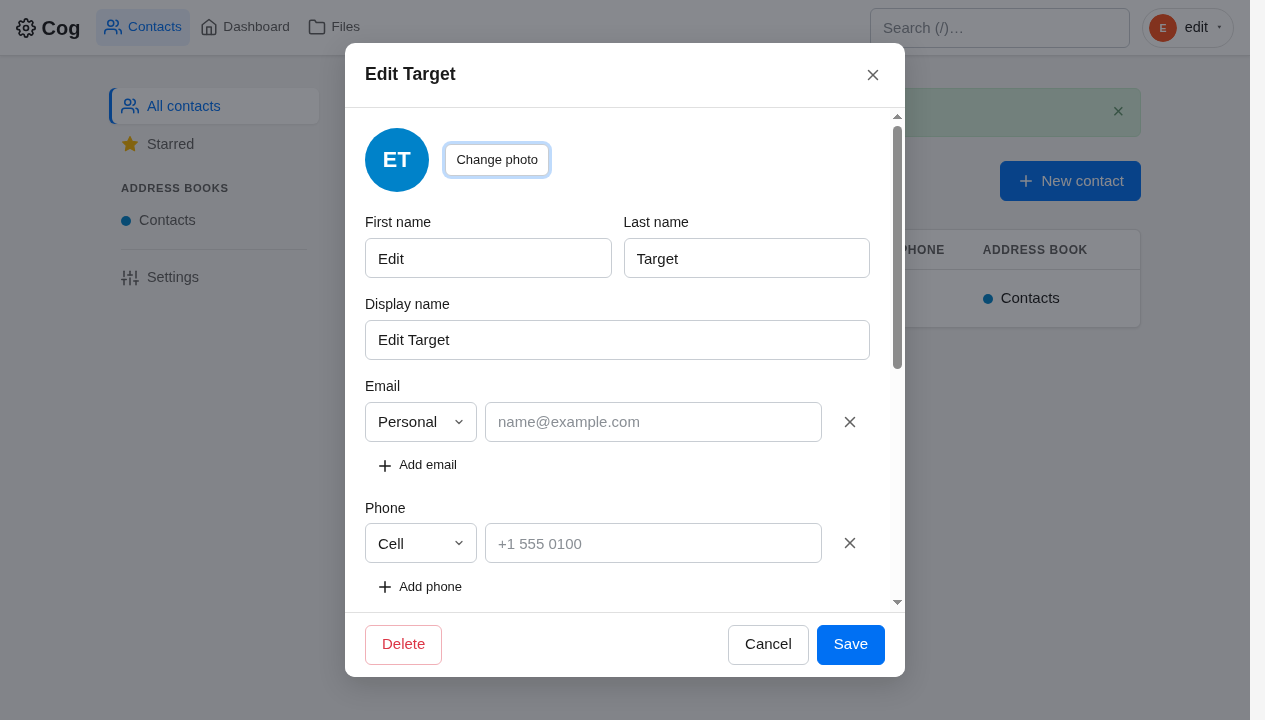 Cog
Contacts
Dashboard
Files
Search (/)…
E
edit
All contacts
Starred
ADDRESS BOOKS
Contacts
Settings
New contact
ADDRESS BOOK
Contacts
Edit Target
ET
Change photo
First name
Last name
Edit
Target
Display name
Edit Target
Email
Personal
name@example.com
Add email
Phone
Cell
+1 555 0100
Add phone
Delete
Cancel
Save